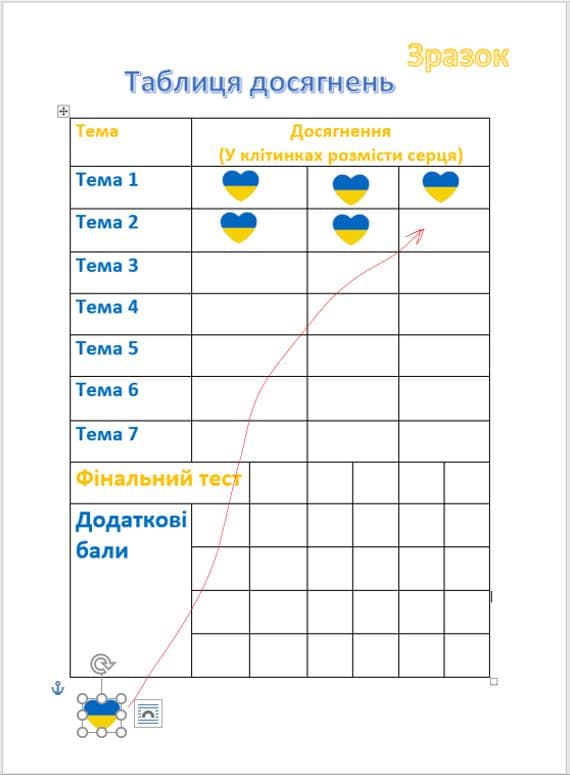 Зразок
Таблиця досягнень
Тема
Досягнення
(У клітинках розмісти серця)
Тема 1
Тема 2
Тема 3
Тема 4
Тема 5
Тема 6
Тема 7
Фінальний тест
Додаткові
бали